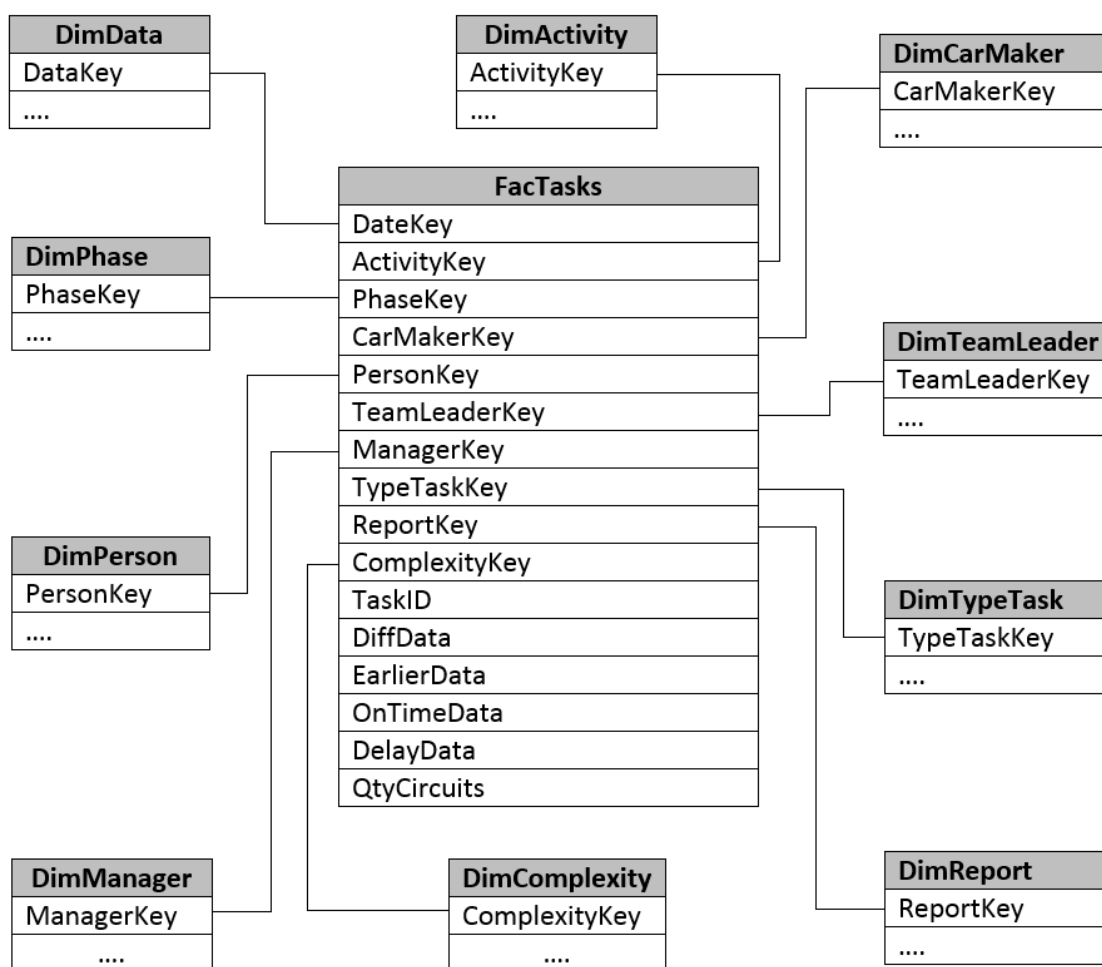 DimData
DataKey
....
DimActivity
ActivityKey
....
DimCarMaker
CarMakerKey
....
FacTasks
DateKey
ActivityKey
PhaseKey
CarMakerKey
PersonKey
TeamLeaderKey
ManagerKey
TypeTaskKey
ReportKey
ComplexityKey
TaskID
DiffData
EarlierData
OnTimeData
DelayData
QtyCircuits
DimPhase
PhaseKey
....
DimTeamLeader
TeamLeaderKey
....
DimPerson
PersonKey
....
DimTypeTask
TypeTaskKey
....
DimManager
ManagerKey
....
DimComplexity
ComplexityKey
....
DimReport
ReportKey
....